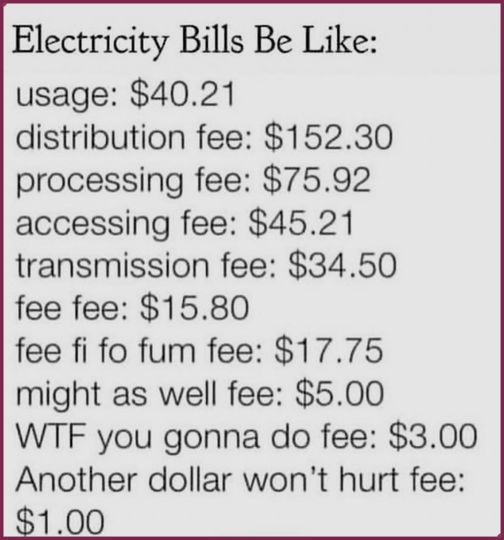 Electricity Bills Be Like:
usage: $40.21
distribution fee: $152.30
processing fee: $75.92
accessing fee: $45.21
transmission fee: $34.50
fee fee: $15.80
fee fi fo fum fee: $17.75
might as well fee: $5.00
WTF you gonna do fee: $3.00
Another dollar won’t hurt fee:
$1.00